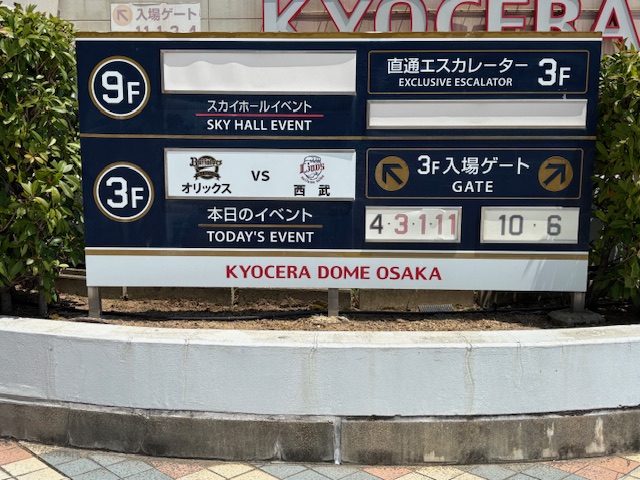 KYOCERA
入場ゲート
9F
スカイホールイベント
SKY HALL EVENT
直通エスカレーター 3F
EXCLUSIVE ESCALATOR
3F
Buffaloes
オリックス
VS
Lions
西 武
本日のイベント
TODAY'S EVENT
3F入場ゲート
GATE
4・3・1・11
10・6
KYOCERA DOME OSAKA